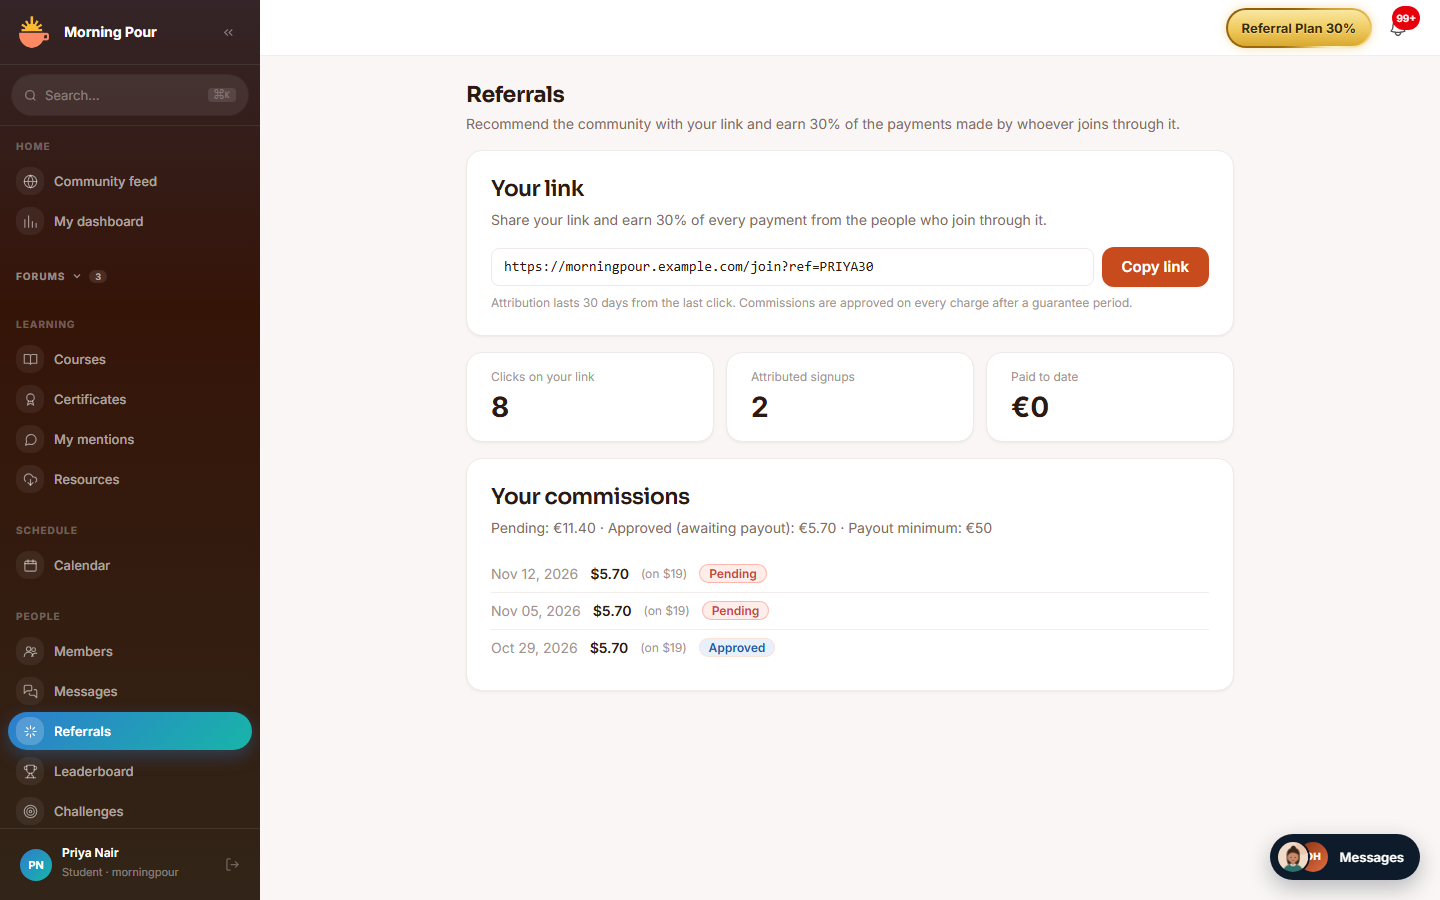 Morning Pour
Search...
⌘K
HOME
Community feed
My dashboard
FORUMS 3
LEARNING
Courses
Certificates
My mentions
Resources
SCHEDULE
Calendar
PEOPLE
Members
Messages
Referrals
Leaderboard
Challenges
PN
Priya Nair
Student · morningpour
Referral Plan 30%
99+
Referrals
Recommend the community with your link and earn 30% of the payments made by whoever joins through it.
Your link
Share your link and earn 30% of every payment from the people who join through it.
https://morningpour.example.com/join?ref=PRIYA30
Copy link
Attribution lasts 30 days from the last click. Commissions are approved on every charge after a guarantee period.
Clicks on your link
8
Attributed signups
2
Paid to date
€0
Your commissions
Pending: €11.40 · Approved (awaiting payout): €5.70 · Payout minimum: €50
Nov 12, 2026 $5.70 (on $19) Pending
Nov 05, 2026 $5.70 (on $19) Pending
Oct 29, 2026 $5.70 (on $19) Approved
Messages